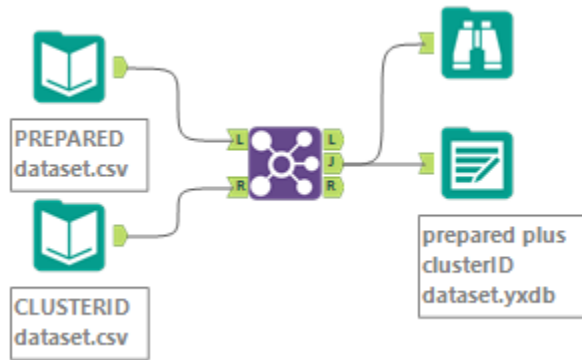 PREPARED
dataset.csv
L
R
L
J
R
CLUSTERID
dataset.csv
prepared plus
clusterID
dataset.yxdb